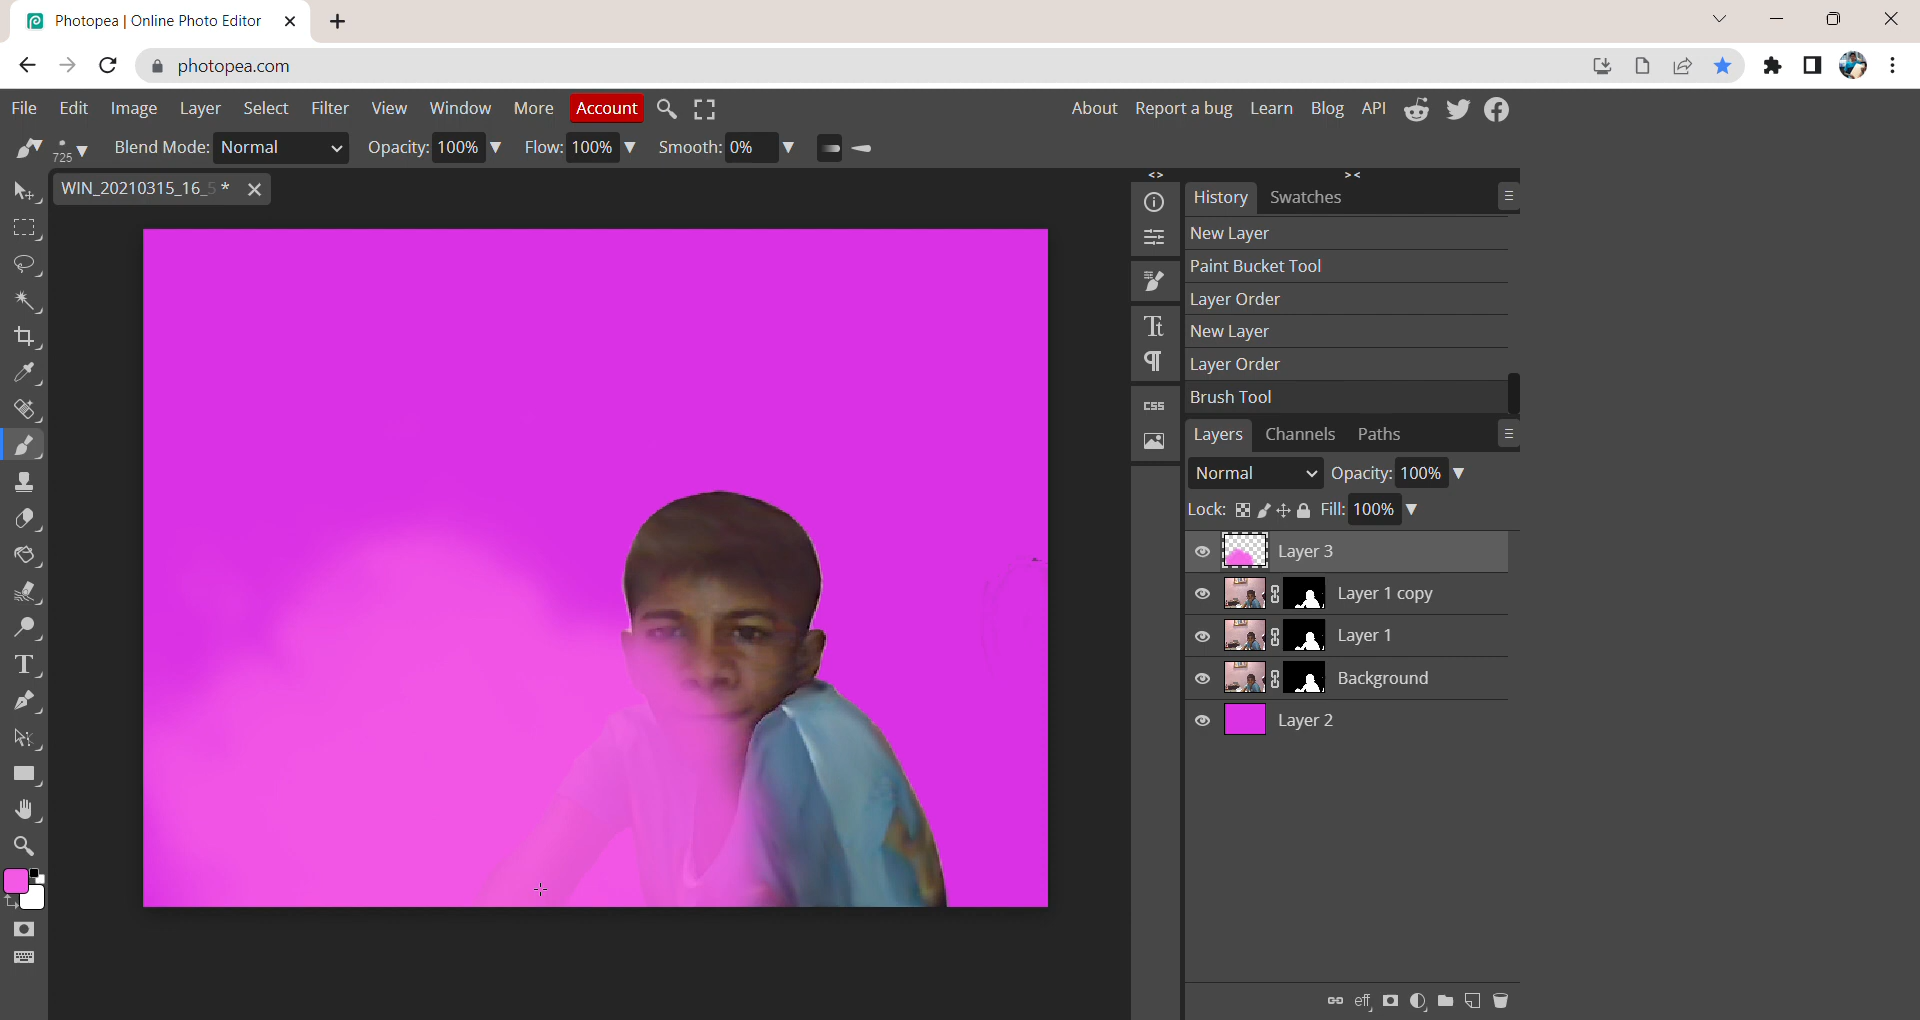 Photopea | Online Photo Editor
photopea.com
File Edit Image Layer Select Filter View Window More Account About Report a bug Learn Blog API
725 Blend Mode: Normal Opacity: 100% Flow: 100% Smooth: 0%
WIN_20210315_16_5 *
History Swatches
New Layer
Paint Bucket Tool
Layer Order
New Layer
Layer Order
Brush Tool
CSS
Layers Channels Paths
Normal Opacity: 100%
Lock: Fill: 100%
Layer 3
Layer 1 copy
Layer 1
Background
Layer 2
eff